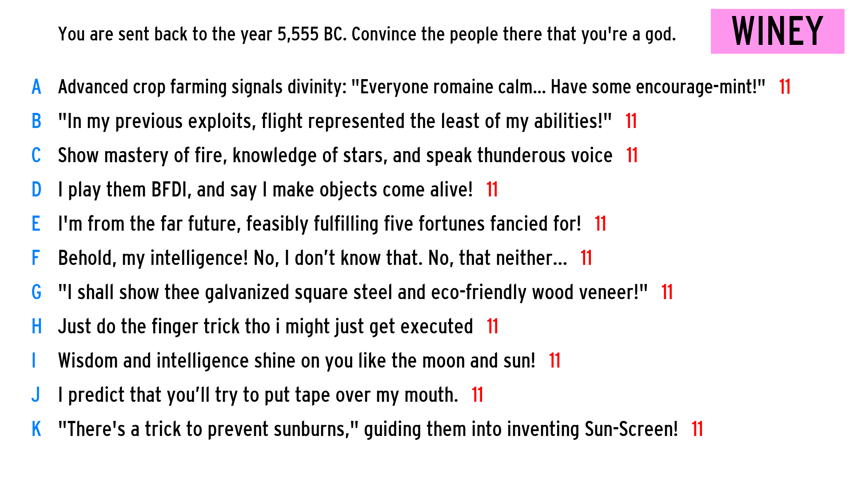 You are sent back to the year 5,555 BC. Convince the people there that you're a god.
WINEY
A Advanced crop farming signals divinity: "Everyone romaine calm... Have some encourage-mint!" 11
B "In my previous exploits, flight represented the least of my abilities!" 11
C Show mastery of fire, knowledge of stars, and speak thunderous voice 11
D I play them BFDI, and say I make objects come alive! 11
E I'm from the far future, feasibly fulfilling five fortunes fancied for! 11
F Behold, my intelligence! No, I don’t know that. No, that neither... 11
G "I shall show thee galvanized square steel and eco-friendly wood veneer!" 11
H Just do the finger trick tho i might just get executed 11
I Wisdom and intelligence shine on you like the moon and sun! 11
J I predict that you’ll try to put tape over my mouth. 11
K "There's a trick to prevent sunburns," guiding them into inventing Sun-Screen! 11